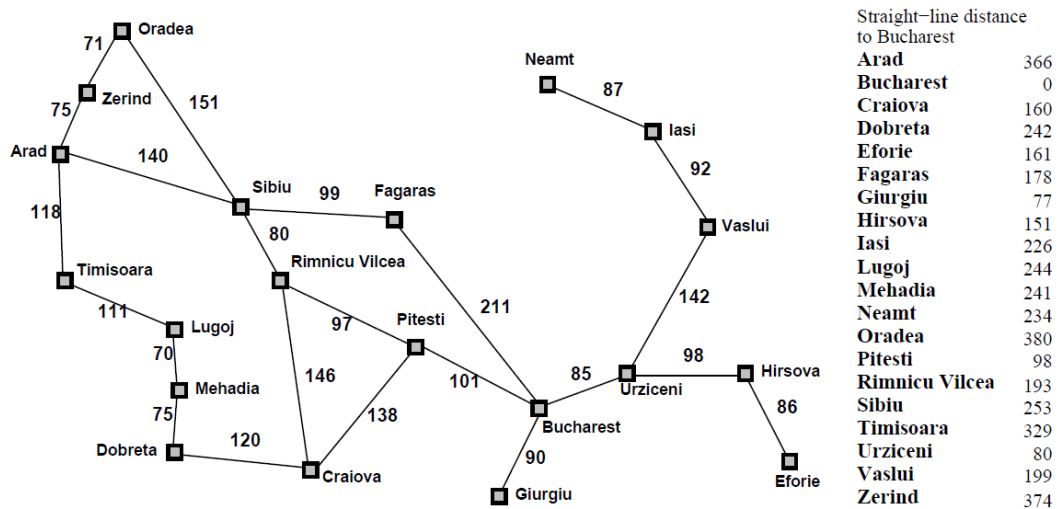 Oradea
71
Neamt
Zerind
87
75
151
Iasi
Arad
140
92
Sibiu
99
Fagaras
118
Vaslui
80
Timisoara
Rimnicu Vilcea
142
111
Lugoj
97
Pitesti
211
70
98
Hirsova
Mehadia
146
101
85
Urziceni
75
138
86
Dobreta
120
Bucharest
90
Craiova
Giurgiu
Eforie
Straight−line distance
to Bucharest
Arad 366
Bucharest 0
Craiova 160
Dobreta 242
Eforie 161
Fagaras 178
Giurgiu 77
Hirsova 151
Iasi 226
Lugoj 244
Mehadia 241
Neamt 234
Oradea 380
Pitesti 98
Rimnicu Vilcea 193
Sibiu 253
Timisoara 329
Urziceni 80
Vaslui 199
Zerind 374